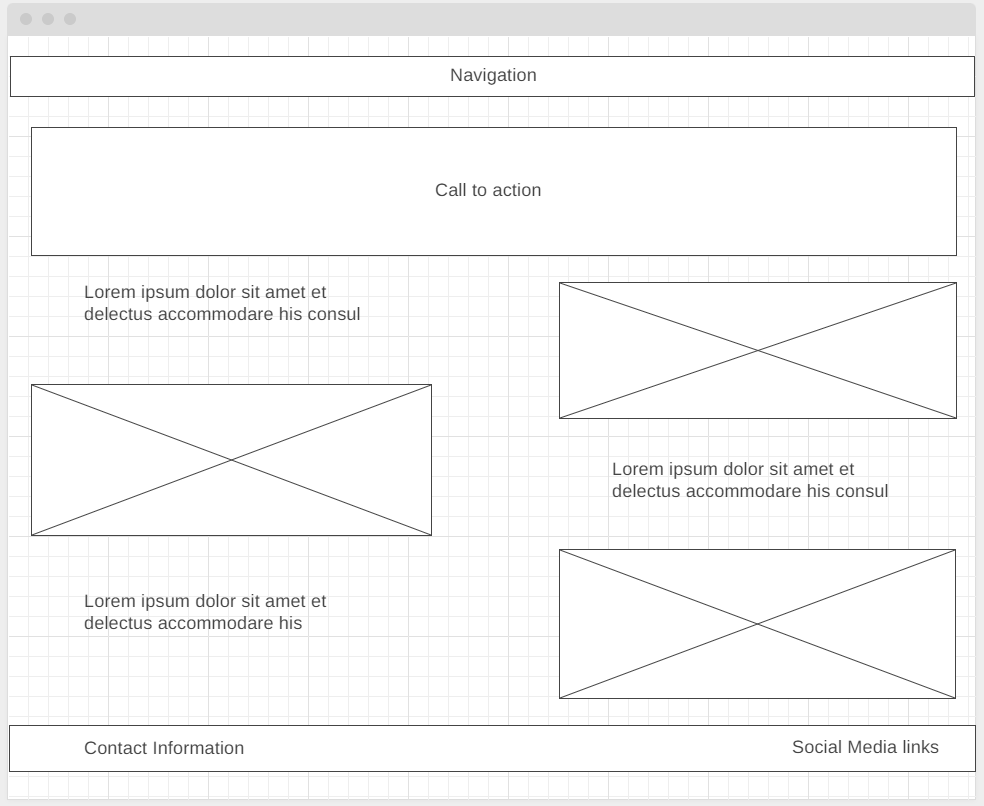 Navigation
Call to action
Lorem ipsum dolor sit amet et
delectus accommodare his consul
Lorem ipsum dolor sit amet et
delectus accommodare his consul
Lorem ipsum dolor sit amet et
delectus accommodare his
Contact Information
Social Media links